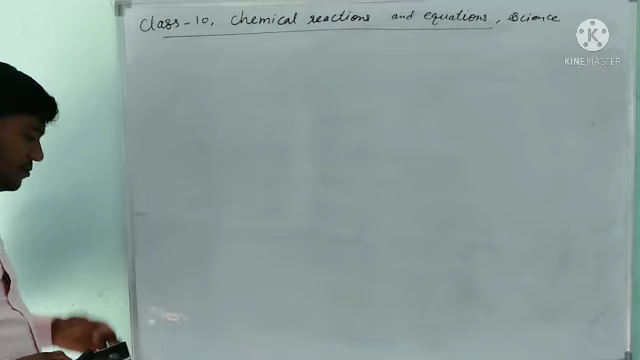 Class-10, Chemical reactions and equations, Science
KINEMASTER